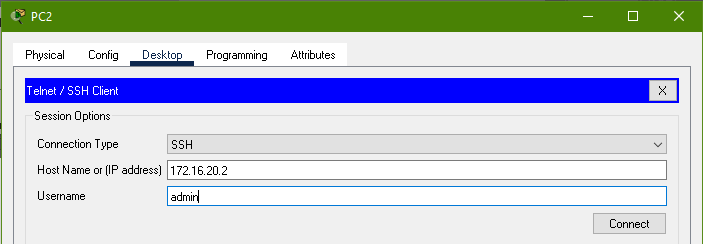 PC2
Physical Config Desktop Programming Attributes
Telnet / SSH Client X
Session Options
Connection Type SSH
Host Name or (IP address) 172.16.20.2
Username admin
Connect